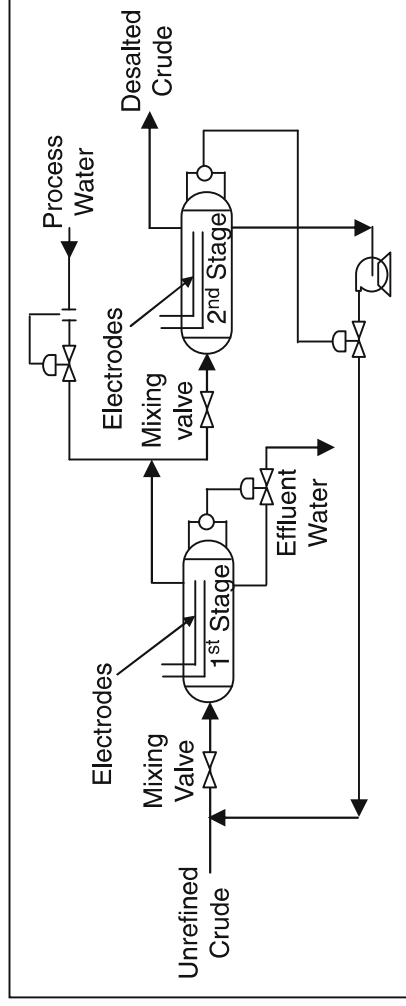 Process
Water
Desalted
Crude
Electrodes
Mixing
valve
2nd Stage
Electrodes
1st Stage
Effluent
Water
Mixing
Valve
Unrefined
Crude